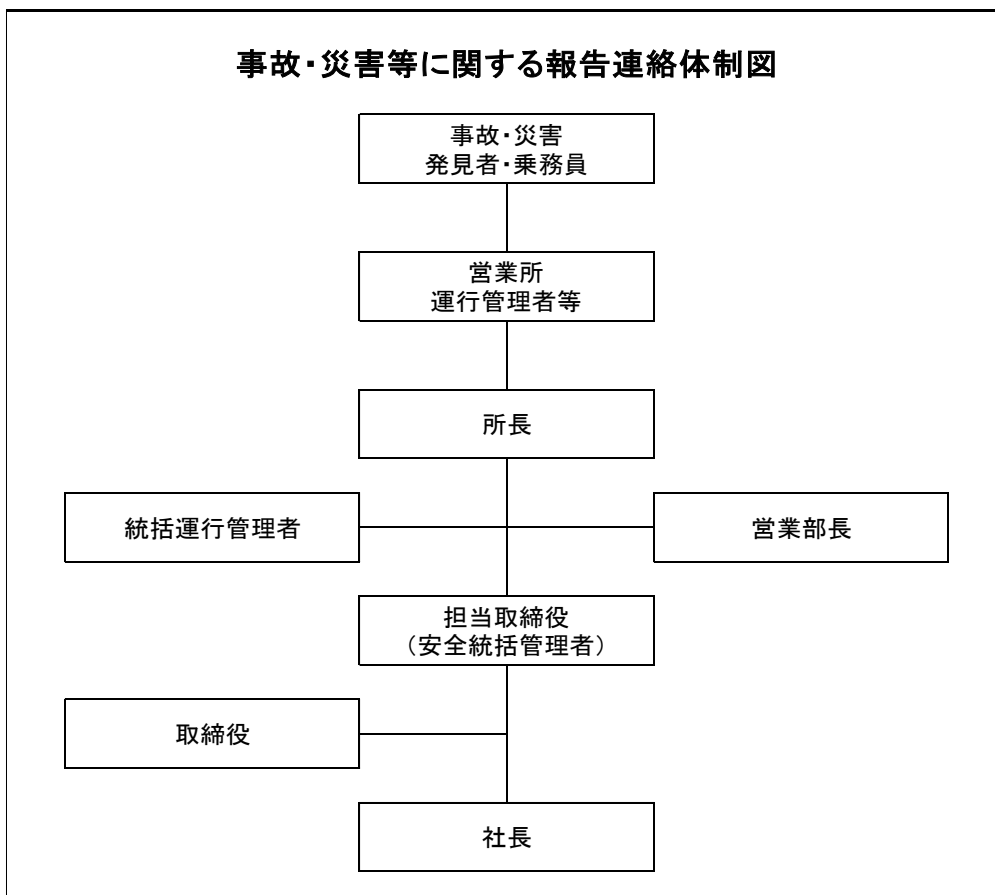 事故・災害等に関する報告連絡体制図
事故・災害
発見者・乗務員
営業所
運行管理者等
所長
統括運行管理者
営業部長
担当取締役
（安全統括管理者）
取締役
社長